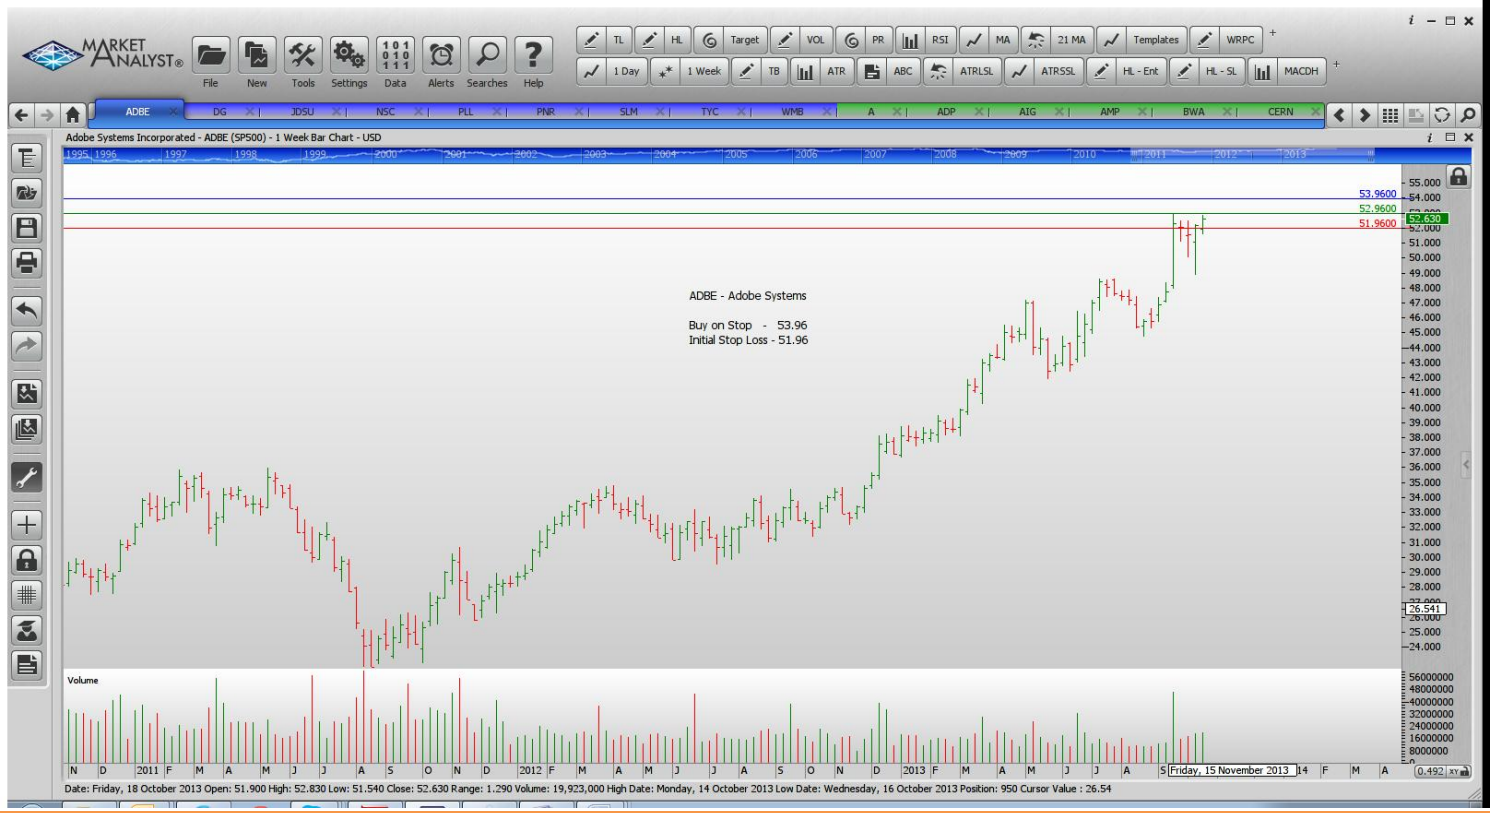 MARKET
ANALYST®
File
New
Tools
Settings
Data
Alerts
Searches
Help
TL
HL
Target
VOL
PR
RSI
MA
21 MA
Templates
WRPC
1 Day
1 Week
TB
ATR
ABC
ATRLSL
ATRSSL
HL - Ent
HL - SL
MACDH
ADBE
DG
JDSU
NSC
PLL
PNR
SLM
TYC
WMB
A
ADP
AIG
AMP
BWA
CERN
Adobe Systems Incorporated - ADBE (SP500) - 1 Week Bar Chart - USD
1995 1996 1997 1998 1999 2000 2001 2002 2003 2004 2005 2006 2007 2008 2009 2010 2011 2012 2013
53.9600
52.9600
51.9600
55.000
54.000
52.630
52.000
51.000
50.000
49.000
48.000
47.000
46.000
45.000
44.000
43.000
42.000
41.000
40.000
39.000
38.000
37.000
36.000
35.000
34.000
33.000
32.000
31.000
30.000
29.000
28.000
26.541
26.000
25.000
24.000
ADBE - Adobe Systems
Buy on Stop - 53.96
Initial Stop Loss - 51.96
Volume
56000000
48000000
40000000
32000000
24000000
16000000
8000000
N D 2011 F M A M J J A S O N D 2012 F M A M J J A S O N D 2013 F M A M J J A S Friday, 15 November 2013 14 F M A
0.492 XY
Date: Friday, 18 October 2013 Open: 51.900 High: 52.830 Low: 51.540 Close: 52.630 Range: 1.290 Volume: 19,923,000 High Date: Monday, 14 October 2013 Low Date: Wednesday, 16 October 2013 Position: 950 Cursor Value : 26.54